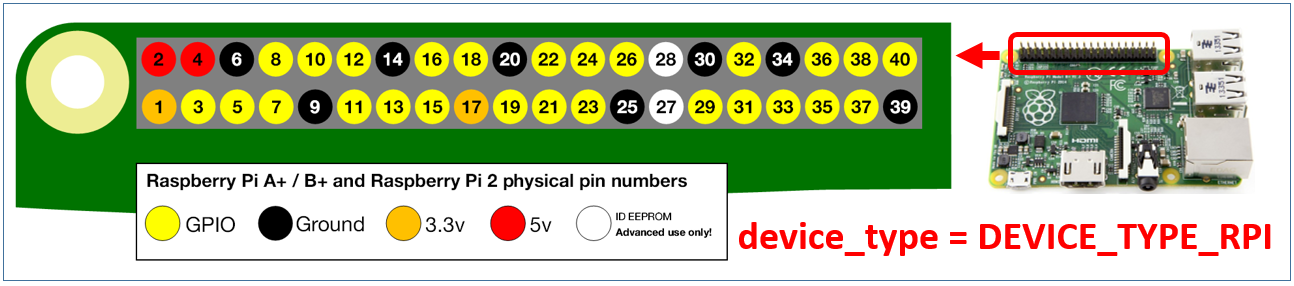 2 4 6 8 10 12 14 16 18 20 22 24 26 28 30 32 34 36 38 40
1 3 5 7 9 11 13 15 17 19 21 23 25 27 29 31 33 35 37 39
Raspberry Pi A+ / B+ and Raspberry Pi 2 physical pin numbers
GPIO Ground 3.3v 5v ID EEPROM
Advanced use only!
HDMI
FC
device_type = DEVICE_TYPE_RPI